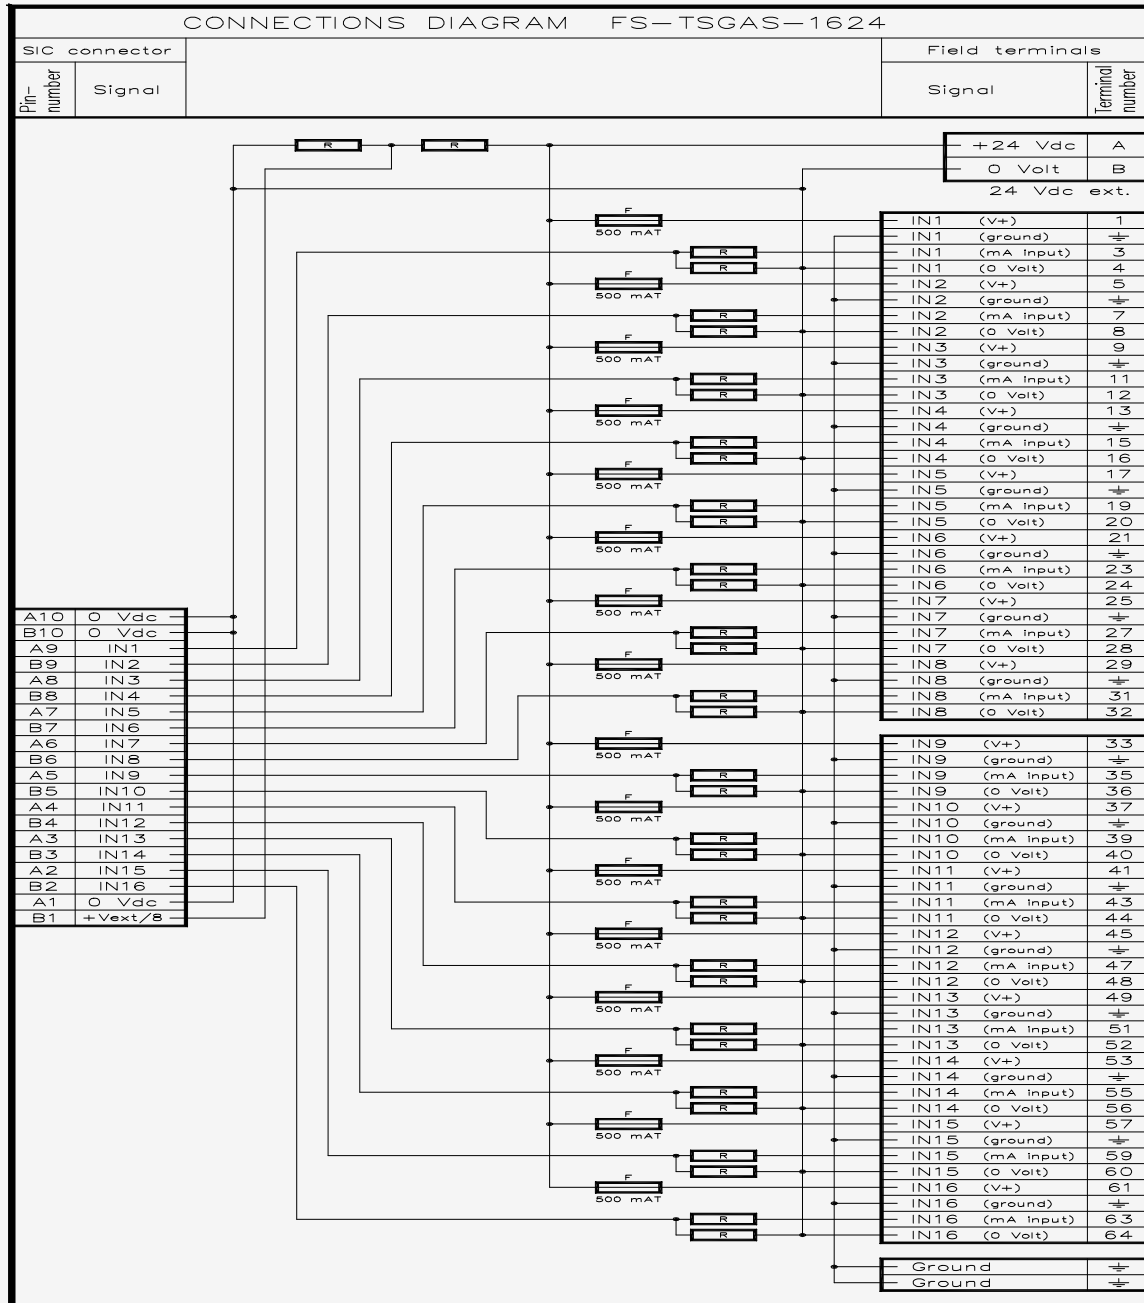 CONNECTIONS DIAGRAM FS-TSGAS-1624
SIC connector Field terminals
Pin-number Signal Signal Terminal number
R R +24 Vdc A
0 Volt B
24 Vdc ext.
F
500 mAT IN1 (V+) 1
IN1 (ground)
R IN1 (mA input) 3
R IN1 (0 Volt) 4
F
500 mAT IN2 (V+) 5
IN2 (ground)
R IN2 (mA input) 7
R IN2 (0 Volt) 8
F
500 mAT IN3 (V+) 9
IN3 (ground)
R IN3 (mA input) 11
R IN3 (0 Volt) 12
F
500 mAT IN4 (V+) 13
IN4 (ground)
R IN4 (mA input) 15
R IN4 (0 Volt) 16
F
500 mAT IN5 (V+) 17
IN5 (ground)
R IN5 (mA input) 19
R IN5 (0 Volt) 20
F
500 mAT IN6 (V+) 21
IN6 (ground)
R IN6 (mA input) 23
R IN6 (0 Volt) 24
F
500 mAT IN7 (V+) 25
A10 0 Vdc IN7 (ground)
B10 0 Vdc R IN7 (mA input) 27
A9 IN1 R IN7 (0 Volt) 28
F
B9 IN2 500 mAT IN8 (V+) 29
A8 IN3 IN8 (ground)
B8 IN4 R IN8 (mA input) 31
A7 IN5 R IN8 (0 Volt) 32
B7 IN6
F
A6 IN7 500 mAT IN9 (V+) 33
B6 IN8 IN9 (ground)
A5 IN9 R IN9 (mA input) 35
B5 IN10 R IN9 (0 Volt) 36
F
A4 IN11 500 mAT IN10 (V+) 37
B4 IN12 IN10 (ground)
A3 IN13 R IN10 (mA input) 39
B3 IN14 R IN10 (0 Volt) 40
F
A2 IN15 500 mAT IN11 (V+) 41
B2 IN16 IN11 (ground)
A1 0 Vdc R IN11 (mA input) 43
B1 +Vext/8 R IN11 (0 Volt) 44
F
500 mAT IN12 (V+) 45
IN12 (ground)
R IN12 (mA input) 47
R IN12 (0 Volt) 48
F
500 mAT IN13 (V+) 49
IN13 (ground)
R IN13 (mA input) 51
R IN13 (0 Volt) 52
F
500 mAT IN14 (V+) 53
IN14 (ground)
R IN14 (mA input) 55
R IN14 (0 Volt) 56
F
500 mAT IN15 (V+) 57
IN15 (ground)
R IN15 (mA input) 59
R IN15 (0 Volt) 60
F
500 mAT IN16 (V+) 61
IN16 (ground)
R IN16 (mA input) 63
R IN16 (0 Volt) 64
Ground
Ground